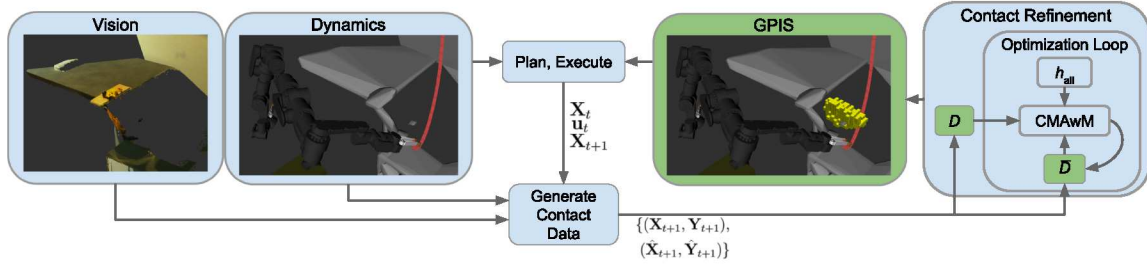 Vision
Dynamics
Plan, Execute
GPIS
Contact Refinement
Optimization Loop
h_all
CMAwM
D
D̄
X_t
u_t
X_{t+1}
Generate
Contact
Data
{(X_{t+1}, Y_{t+1}),
(X̂_{t+1}, Ŷ_{t+1})}